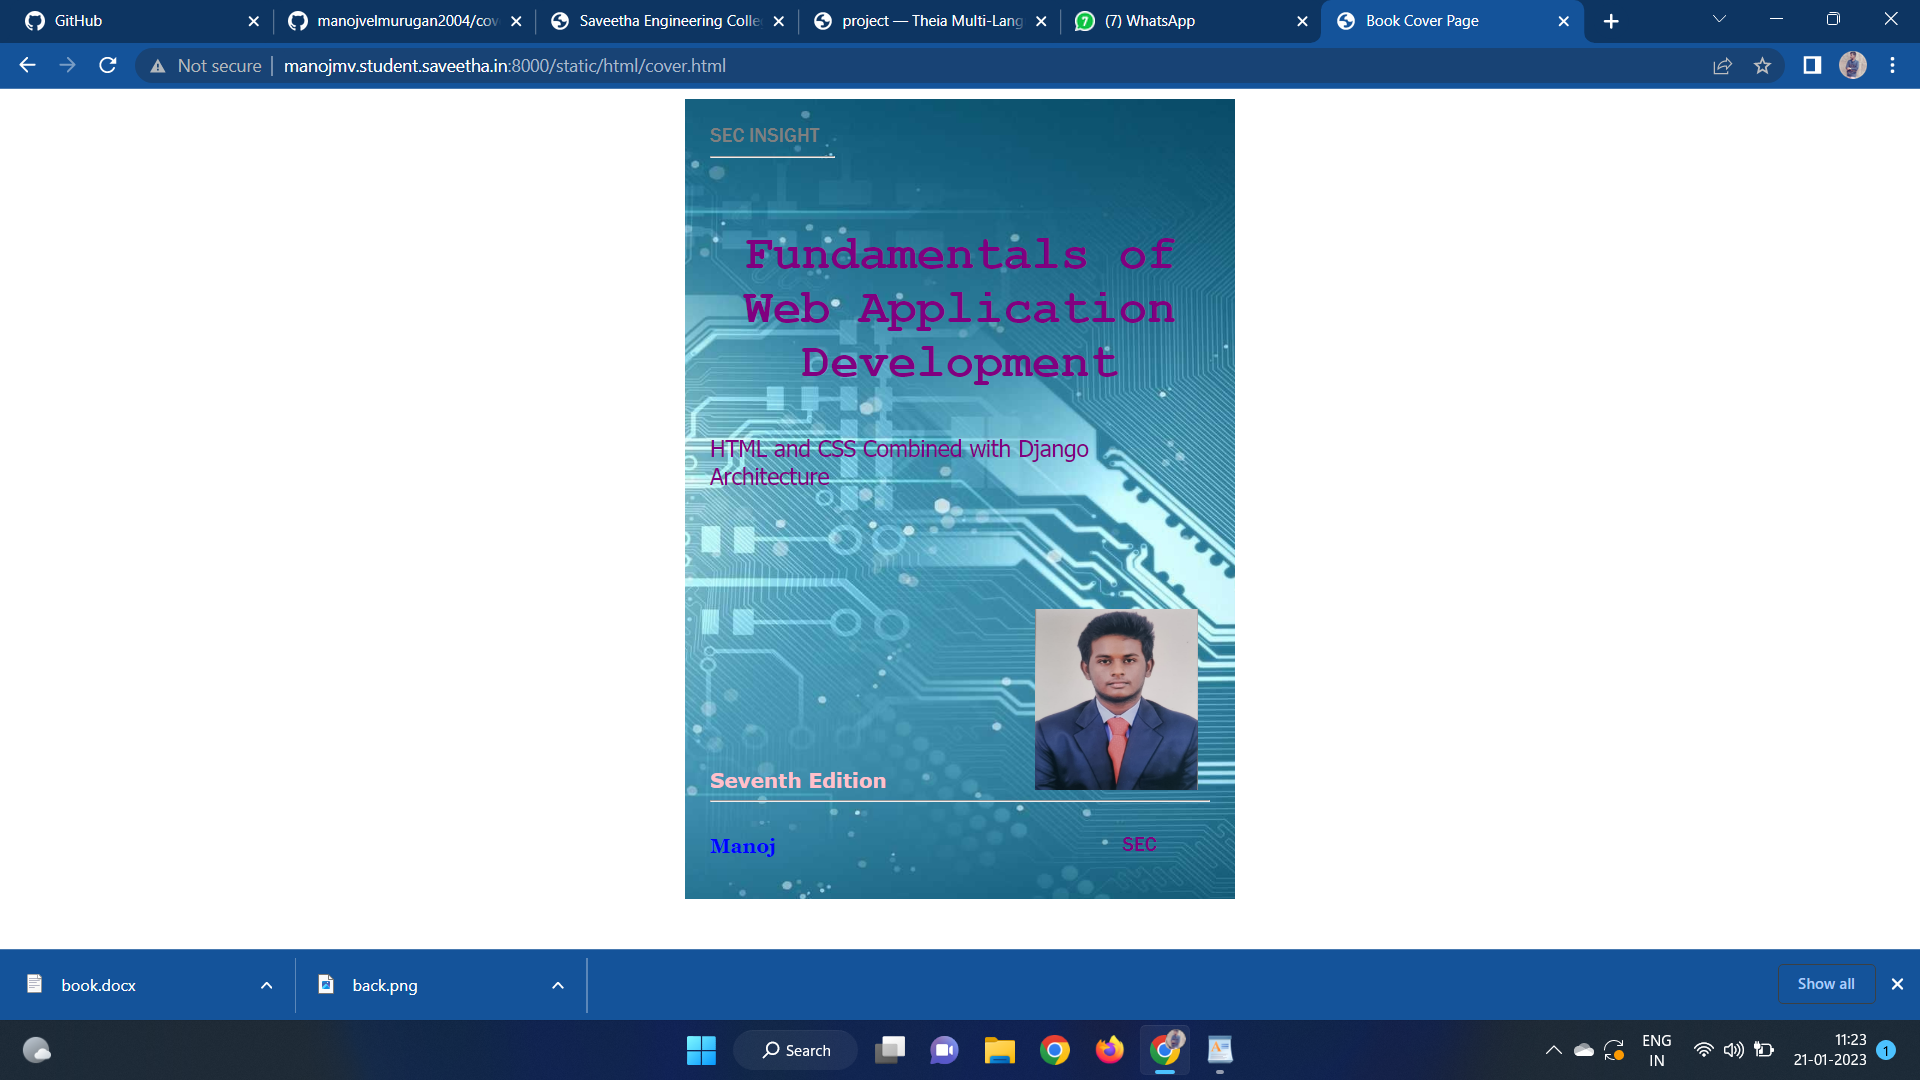 GitHub
manojvelmurugan2004/cov
Saveetha Engineering Colle
project — Theia Multi-Lang
(7) WhatsApp
Book Cover Page
Not secure
manojmv.student.saveetha.in:8000/static/html/cover.html
SEC INSIGHT
Fundamentals of
Web Application
Development
HTML and CSS Combined with Django
Architecture
Seventh Edition
Manoj
SEC
book.docx
back.png
Show all
Search
ENG
IN
11:23
21-01-2023
1